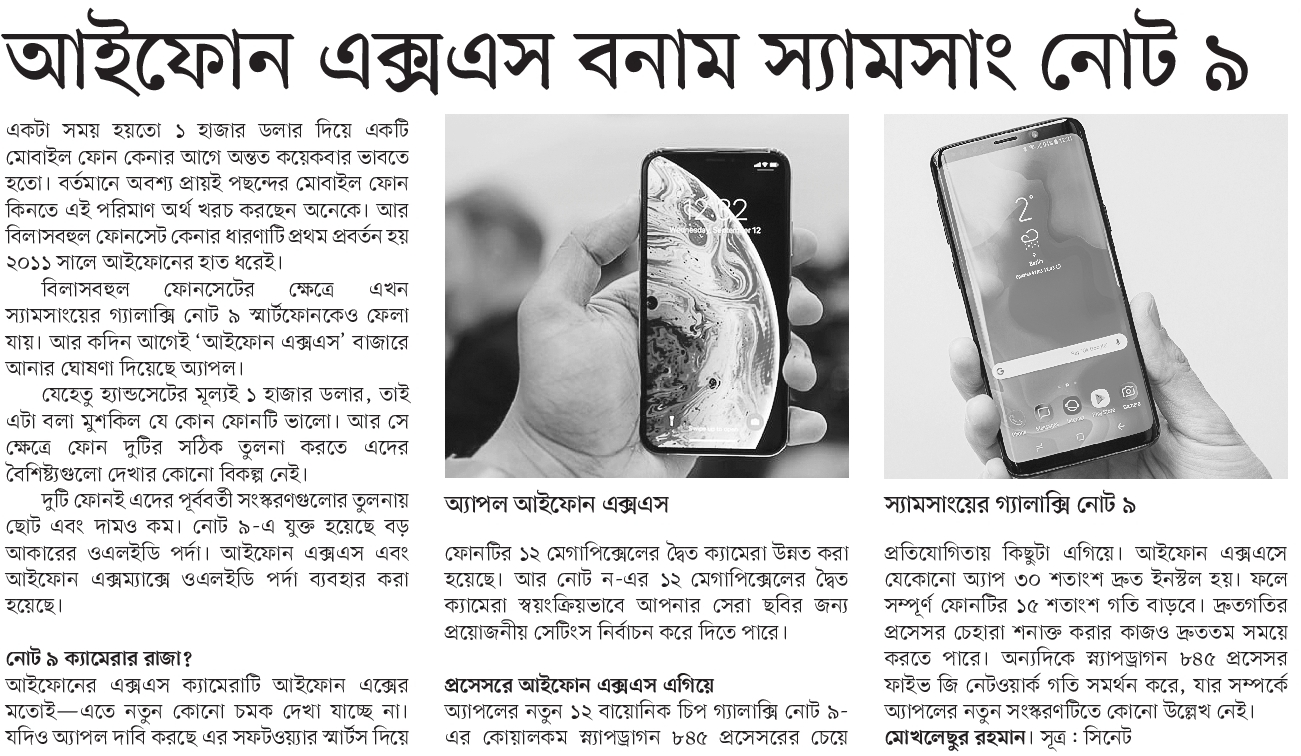 আইফোন এক্সএস বনাম স্যামসাং নোট ৯
একটা সময় হয়তো ১ হাজার ডলার দিয়ে একটি
মোবাইল ফোন কেনার আগে অন্তত কয়েকবার ভাবতে
হতো। বর্তমানে অবশ্য প্রায়ই পছন্দের মোবাইল ফোন
কিনতে এই পরিমাণ অর্থ খরচ করছেন অনেকে। আর
বিলাসবহুল ফোনসেট কেনার ধারণাটি প্রথম প্রবর্তন হয়
২০১১ সালে আইফোনের হাত ধরেই।
বিলাসবহুল ফোনসেটের ক্ষেত্রে এখন
স্যামসাংয়ের গ্যালাক্সি নোট ৯ স্মার্টফোনকেও ফেলা
যায়। আর কদিন আগেই ‘আইফোন এক্সএস’ বাজারে
আনার ঘোষণা দিয়েছে অ্যাপল।
যেহেতু হ্যান্ডসেটের মূল্যই ১ হাজার ডলার, তাই
এটা বলা মুশকিল যে কোন ফোনটি ভালো। আর সে
ক্ষেত্রে ফোন দুটির সঠিক তুলনা করতে এদের
বৈশিষ্ট্যগুলো দেখার কোনো বিকল্প নেই।
দুটি ফোনই এদের পূর্ববর্তী সংস্করণগুলোর তুলনায়
ছোট এবং দামও কম। নোট ৯-এ যুক্ত হয়েছে বড়
আকারের ওএলইডি পর্দা। আইফোন এক্সএস এবং
আইফোন এক্সম্যাক্সে ওএলইডি পর্দা ব্যবহার করা
হয়েছে।
নোট ৯ ক্যামেরার রাজা?
আইফোনের এক্সএস ক্যামেরাটি আইফোন এক্সের
মতোই—এতে নতুন কোনো চমক দেখা যাচ্ছে না।
যদিও অ্যাপল দাবি করছে এর সফটওয়্যার স্মার্টস দিয়ে
12:22
Wednesday, September 12
অ্যাপল আইফোন এক্সএস
ফোনটির ১২ মেগাপিক্সেলের দ্বৈত ক্যামেরা উন্নত করা
হয়েছে। আর নোট ন-এর ১২ মেগাপিক্সেলের দ্বৈত
ক্যামেরা স্বয়ংক্রিয়ভাবে আপনার সেরা ছবির জন্য
প্রয়োজনীয় সেটিংস নির্বাচন করে দিতে পারে।
প্রসেসরে আইফোন এক্সএস এগিয়ে
অ্যাপলের নতুন ১২ বায়োনিক চিপ গ্যালাক্সি নোট ৯-
এর কোয়ালকম স্ন্যাপড্রাগন ৮৪৫ প্রসেসরের চেয়ে
2°
Berlin
স্যামসাংয়ের গ্যালাক্সি নোট ৯
প্রতিযোগিতায় কিছুটা এগিয়ে। আইফোন এক্সএসে
যেকোনো অ্যাপ ৩০ শতাংশ দ্রুত ইনস্টল হয়। ফলে
সম্পূর্ণ ফোনটির ১৫ শতাংশ গতি বাড়বে। দ্রুতগতির
প্রসেসর চেহারা শনাক্ত করার কাজও দ্রুততম সময়ে
করতে পারে। অন্যদিকে স্ন্যাপড্রাগন ৮৪৫ প্রসেসর
ফাইভ জি নেটওয়ার্ক গতি সমর্থন করে, যার সম্পর্কে
অ্যাপলের নতুন সংস্করণটিতে কোনো উল্লেখ নেই।
মোখলেছুর রহমান। সূত্র : সিনেট